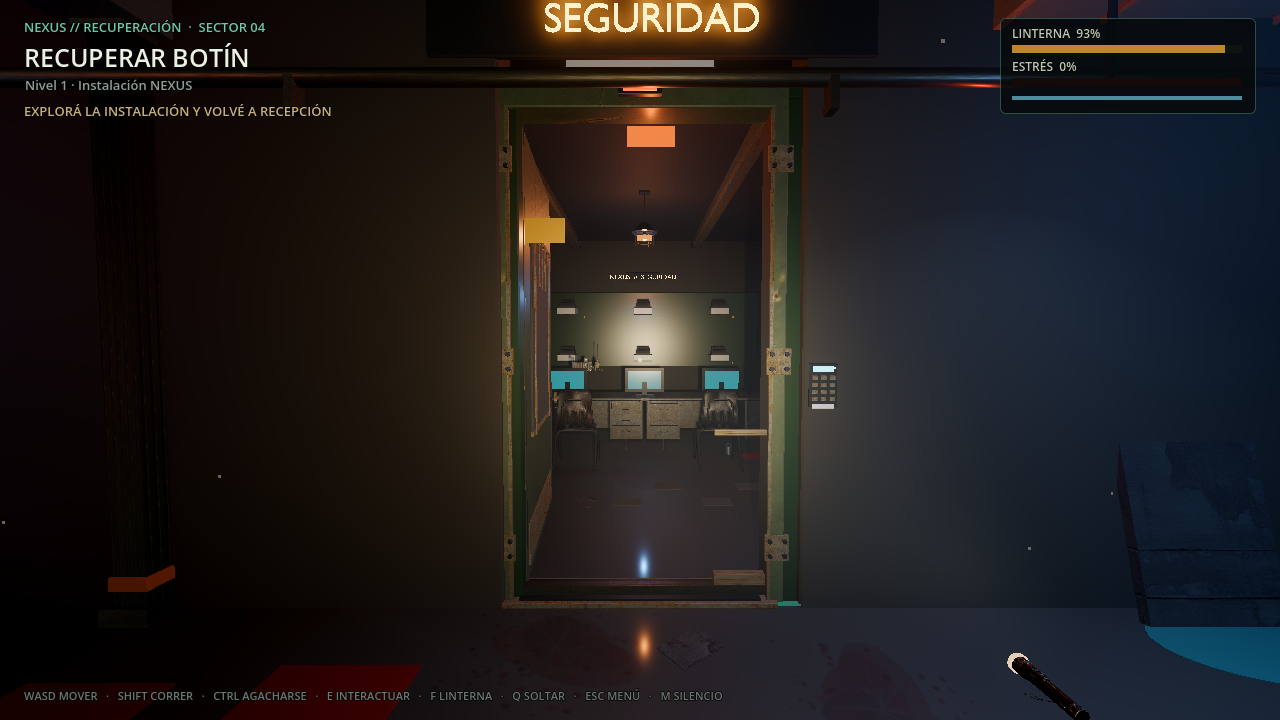 SEGURIDAD
NEXUS // RECUPERACIÓN · SECTOR 04
RECUPERAR BOTÍN
Nivel 1 · Instalación NEXUS
EXPLORÁ LA INSTALACIÓN Y VOLVÉ A RECEPCIÓN
LINTERNA 93%
ESTRÉS 0%
WASD MOVER · SHIFT CORRER · CTRL AGACHARSE · E INTERACTUAR · F LINTERNA · Q SOLTAR · ESC MENÚ · M SILENCIO